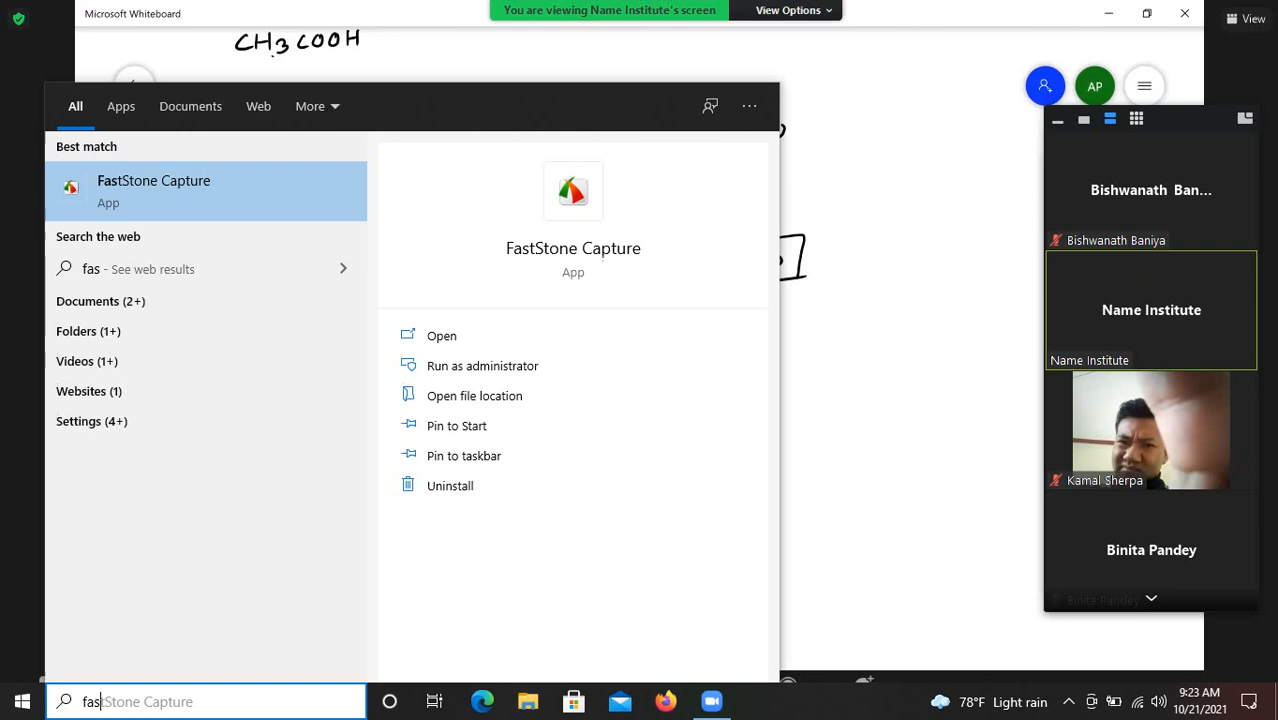 Microsoft Whiteboard
You are viewing Name Institute's screen
View Options
View
CH3COOH
AP
All
Apps
Documents
Web
More
Best match
FastStone Capture
App
Search the web
fas - See web results
Documents (2+)
Folders (1+)
Videos (1+)
Websites (1)
Settings (4+)
FastStone Capture
App
Open
Run as administrator
Open file location
Pin to Start
Pin to taskbar
Uninstall
Bishwanath Ban...
Bishwanath Baniya
Name Institute
Name Institute
Kamal Sherpa
Binita Pandey
Binita Pandey
fastStone Capture
78°F Light rain
9:23 AM
10/21/2021